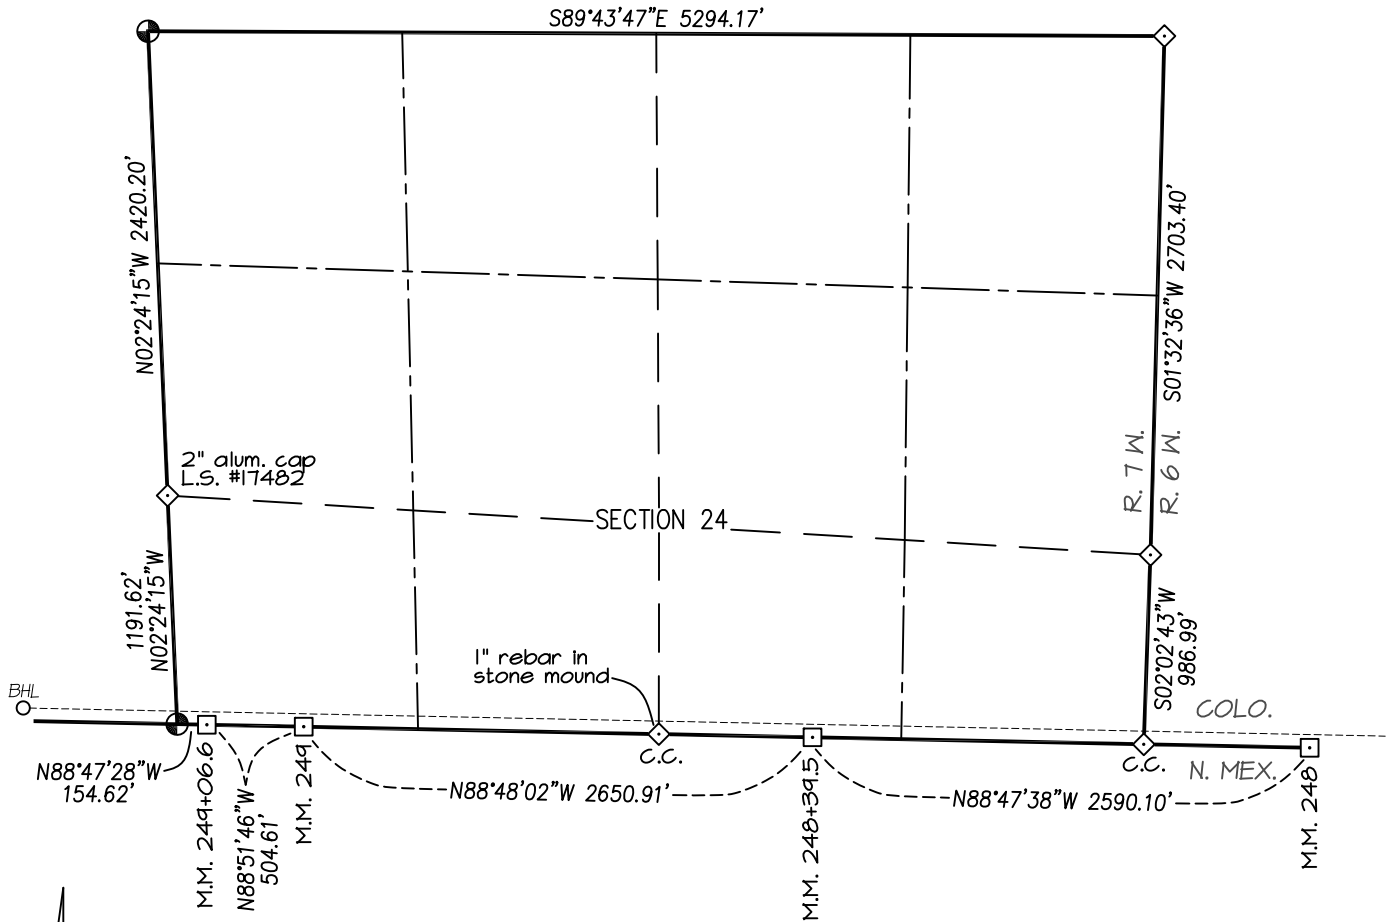 S89°43'47"E 5294.17'
N02°24'15"W 2420.20'
S01°32'36"W 2703.40'
R. 7 W.
R. 6 W.
2" alum. cap
L.S. #17482
SECTION 24
1191.62'
N02°24'15"W
S02°02'43"W
986.99'
1" rebar in
stone mound
BHL
COLO.
N. MEX.
C.C.
C.C.
N88°47'28"W
154.62'
M.M. 249+06.6
N88°51'46"W
504.61'
M.M. 249
N88°48'02"W 2650.91'
M.M. 248+39.5
N88°47'38"W 2590.10'
M.M. 248